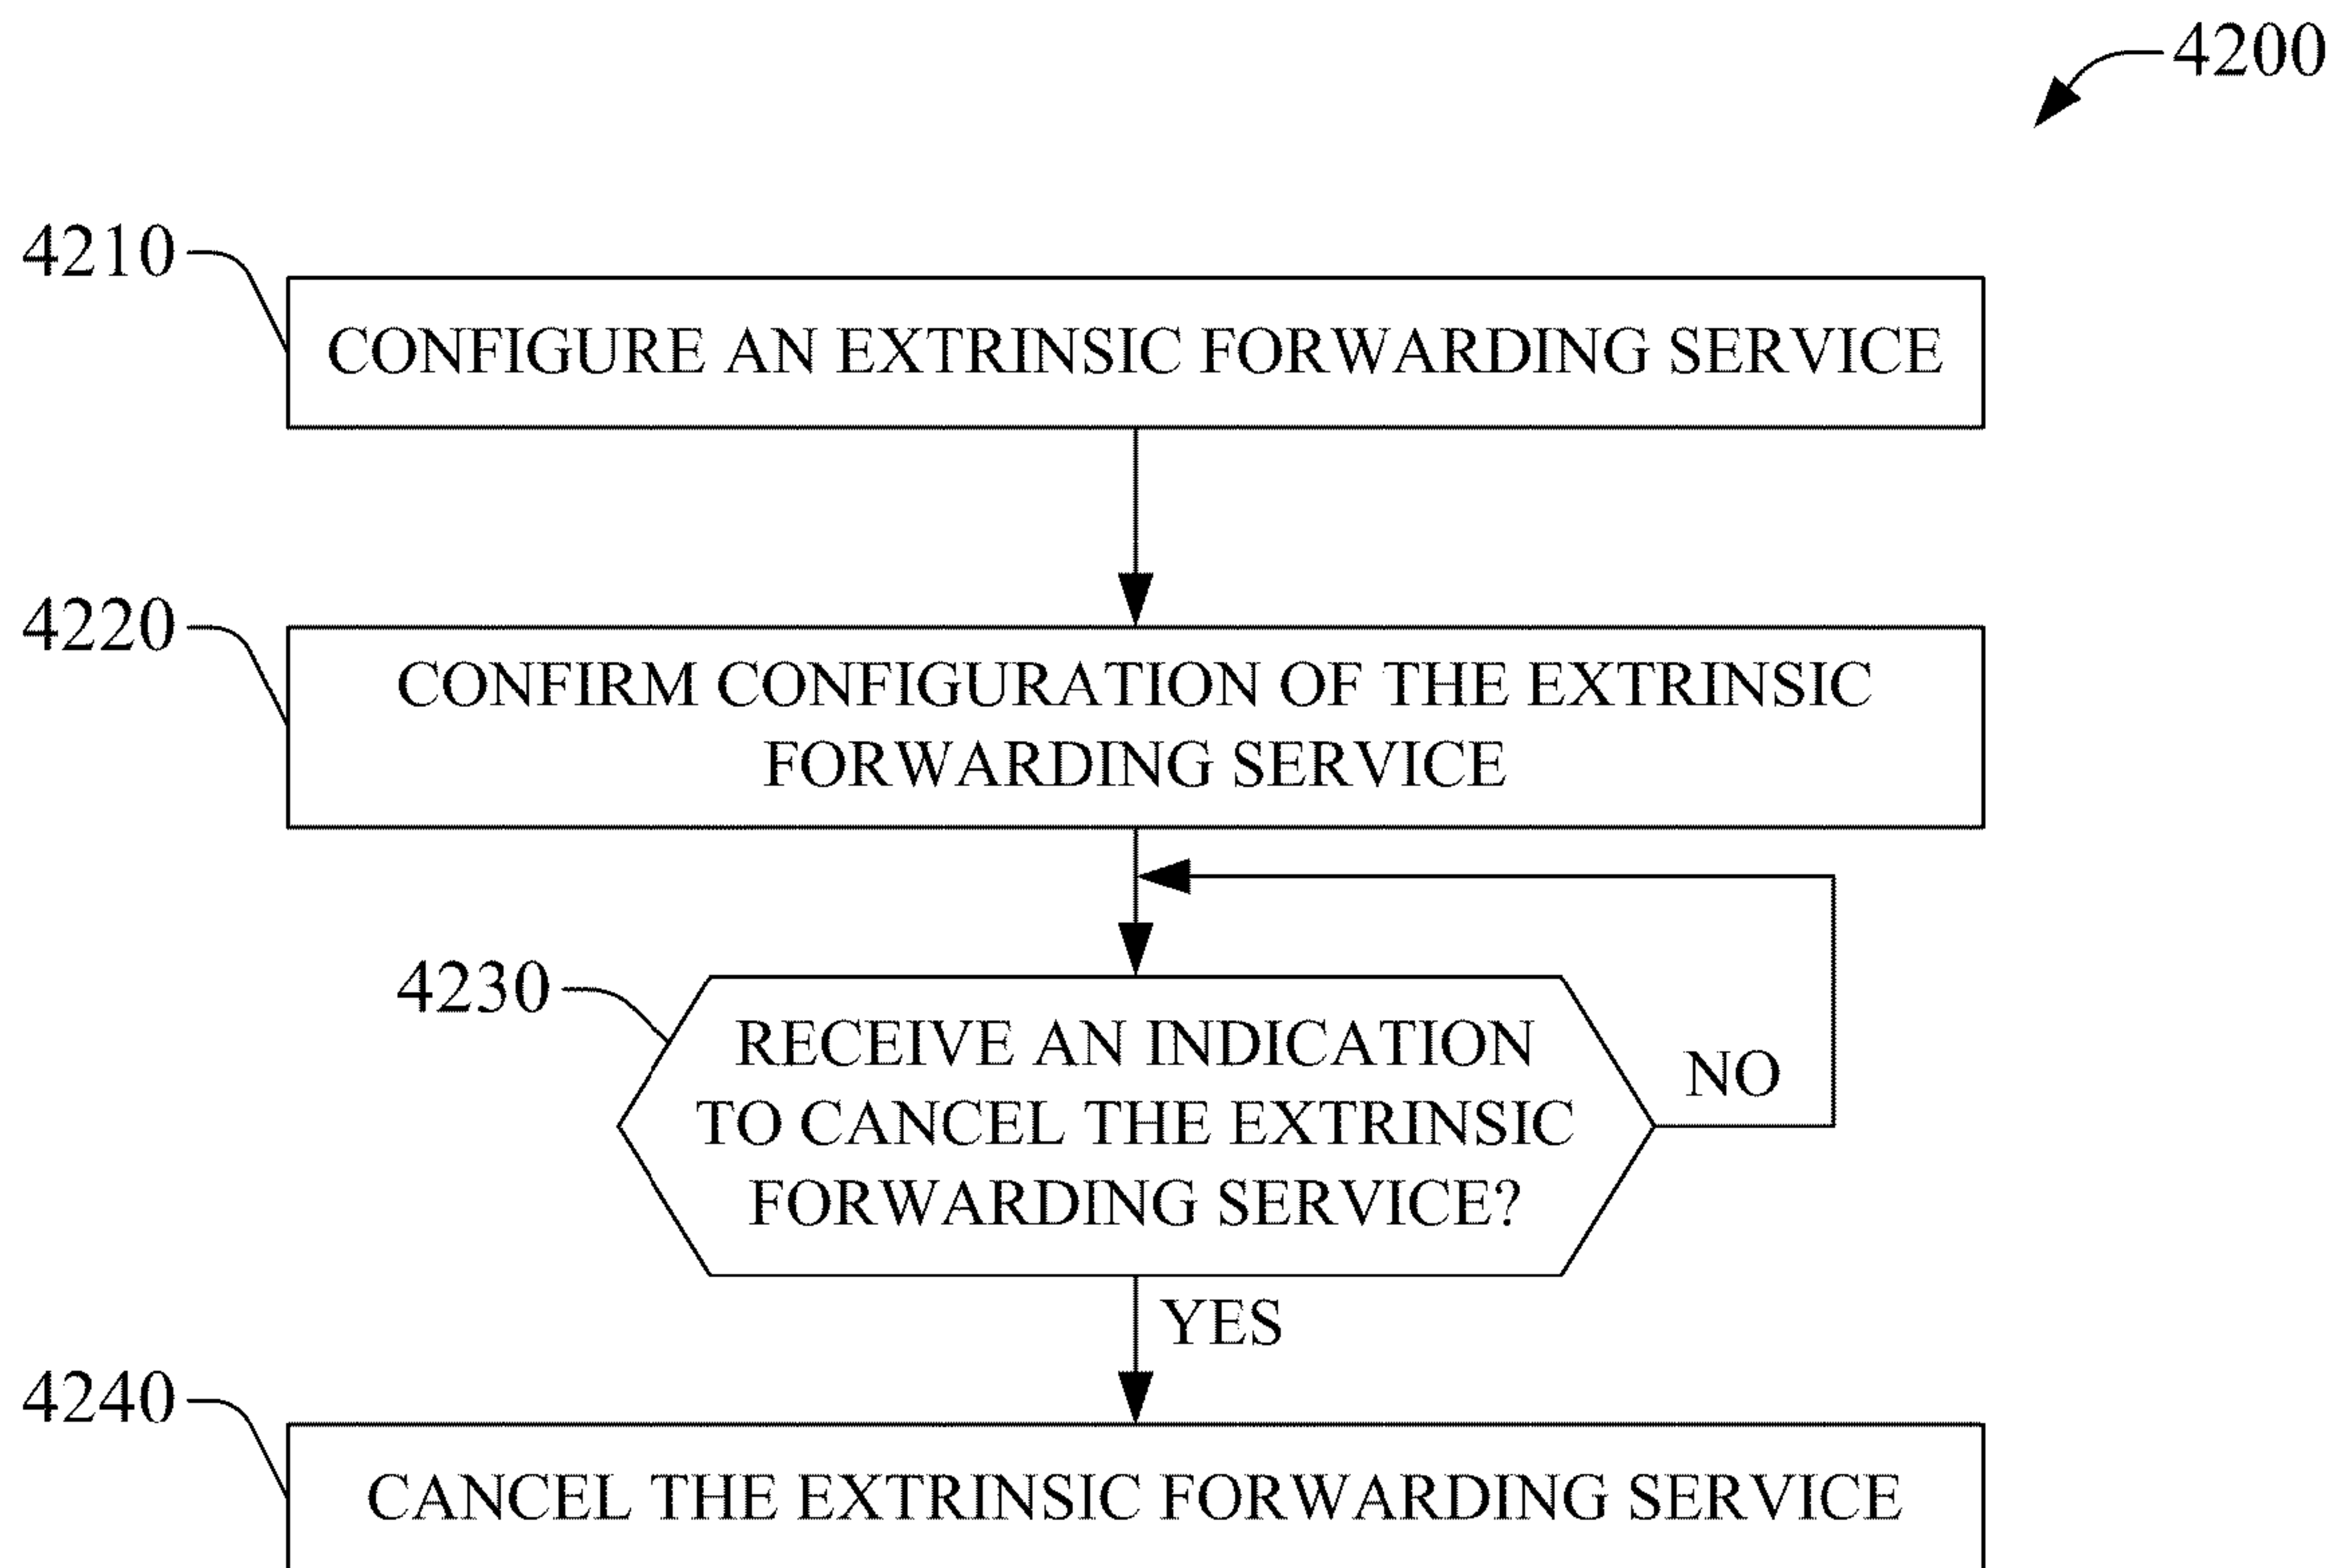 4200
4210
CONFIGURE AN EXTRINSIC FORWARDING SERVICE
4220
CONFIRM CONFIGURATION OF THE EXTRINSIC
FORWARDING SERVICE
4230
RECEIVE AN INDICATION
TO CANCEL THE EXTRINSIC
FORWARDING SERVICE?
NO
YES
4240
CANCEL THE EXTRINSIC FORWARDING SERVICE